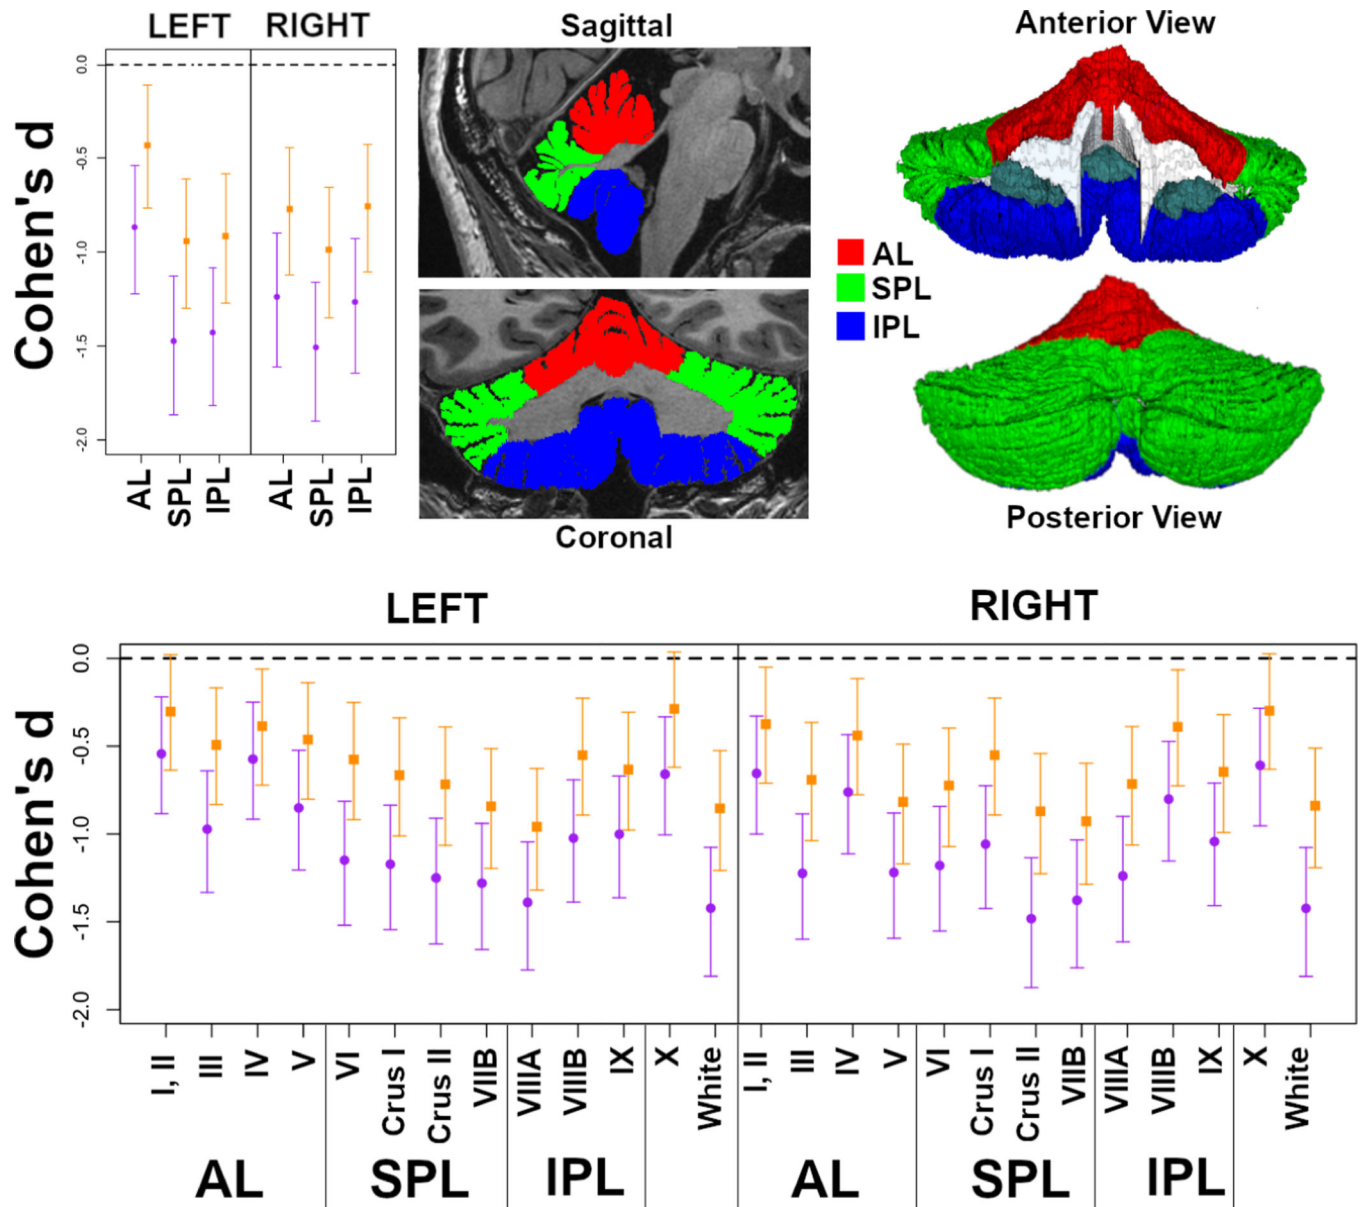 LEFT RIGHT
Cohen's d
0.0
-0.5
-1.0
-1.5
-2.0
AL SPL IPL AL SPL IPL
Sagittal
Coronal
AL
SPL
IPL
Anterior View
Posterior View
LEFT RIGHT
Cohen's d
0.0
-0.5
-1.0
-1.5
-2.0
I, II III IV V VI Crus I Crus II VIIB VIIIA VIIIB IX X White I, II III IV V VI Crus I Crus II VIIB VIIIA VIIIB IX X White
AL SPL IPL AL SPL IPL